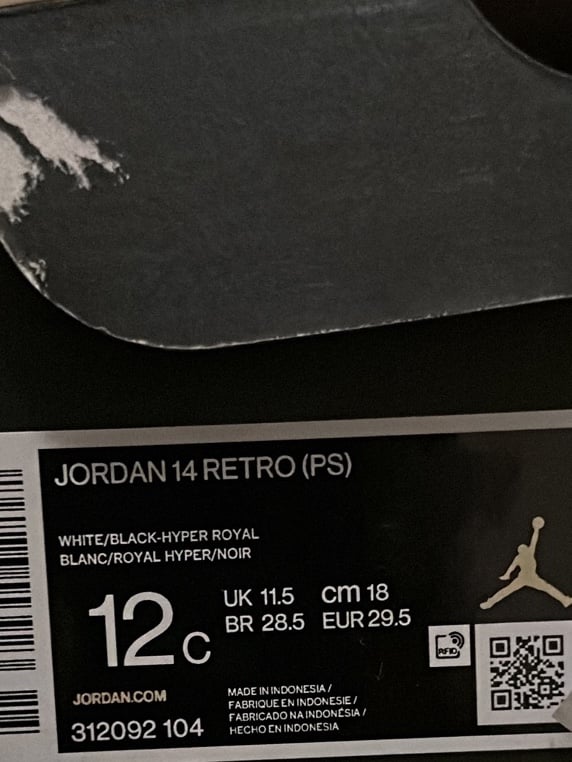 JORDAN 14 RETRO (PS)
WHITE/BLACK-HYPER ROYAL
BLANC/ROYAL HYPER/NOIR
12C
UK 11.5 cm 18
BR 28.5 EUR 29.5
RFID
JORDAN.COM
312092 104
MADE IN INDONESIA /
FABRIQUE EN INDONESIE /
FABRICADO NA INDONÉSIA /
HECHO EN INDONESIA